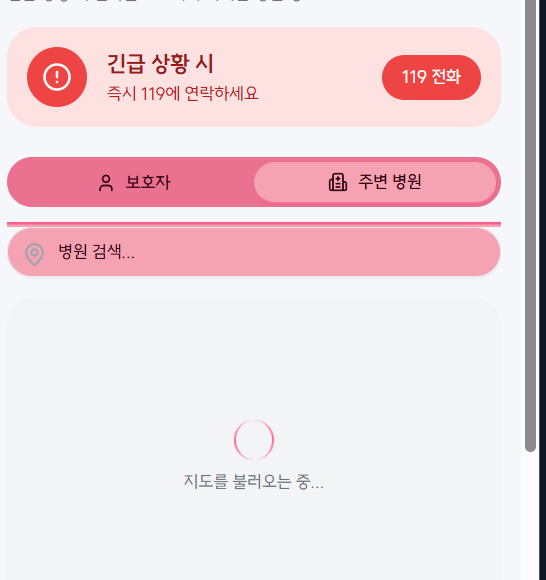 긴급 상황 시
즉시 119에 연락하세요
119 전화
보호자
주변 병원
병원 검색...
지도를 불러오는 중...